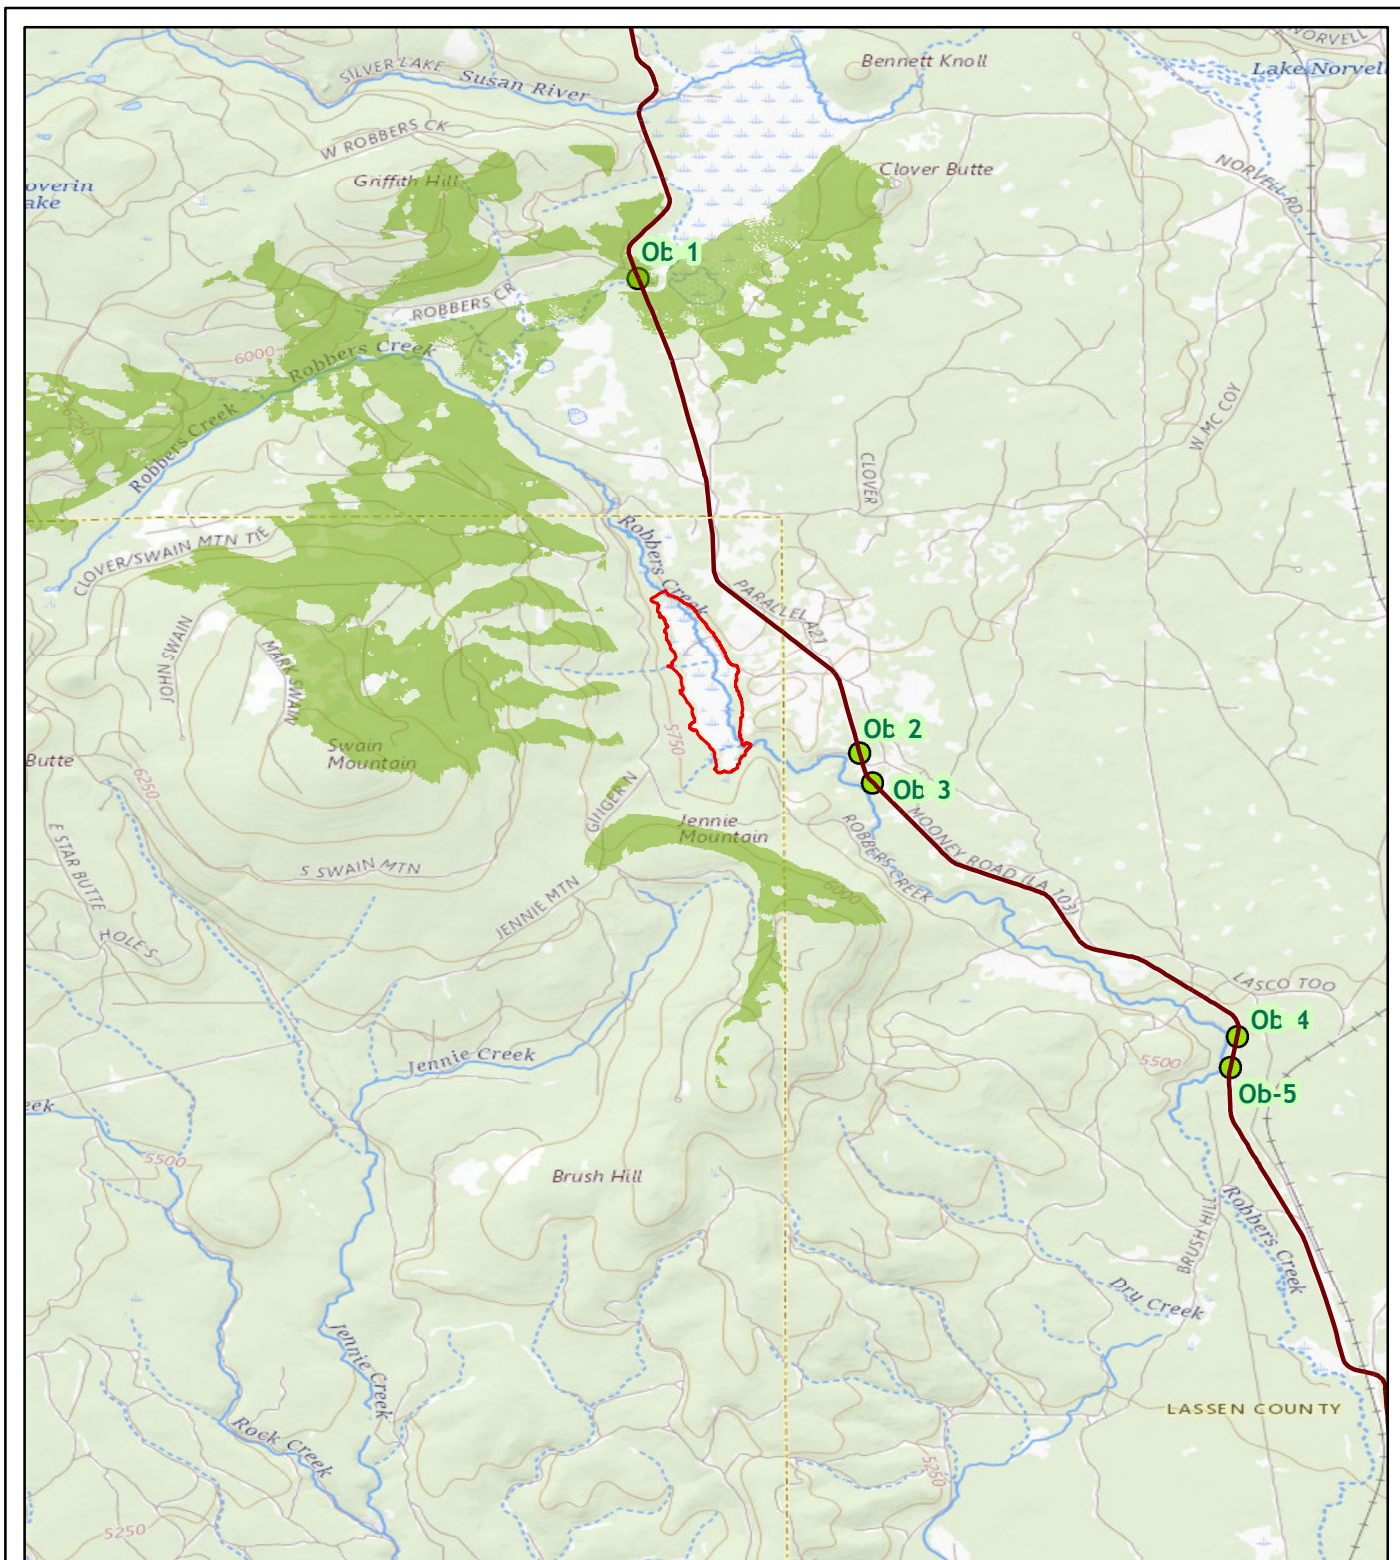 NORVELL
Bennett Knoll
SILVER LAKE
Susan River
W ROBBERS CK
Clover Butte
NORVELL RD
Griffith Hill
overin
ake
Ob 1
ROBBERS CR
6000
Robbers Creek
6250
Robbers Creek
W MC COY
CLOVER
Robbers Creek
CLOVER/SWAIN MTN TIE
PARALLEL A21
JOHN SWAIN
MARK SWAIN
5750
Ob 2
Swain
Mountain
Butte
6250
Ob 3
GINGER N
Jennie
Mountain
MOONEY ROAD (LA 103)
ROBBERS CREEK
E STAR BUTTE
S SWAIN MTN
6000
JENNIE MTN
HOLE S
LASCO TOO
Ob 4
Jennie Creek
5500
Ob-5
eek
5500
Brush Hill
BRUSH HILL
Robbers Creek
Dry Creek
Jennie Creek
LASSEN COUNTY
Rock Creek
5250
5250